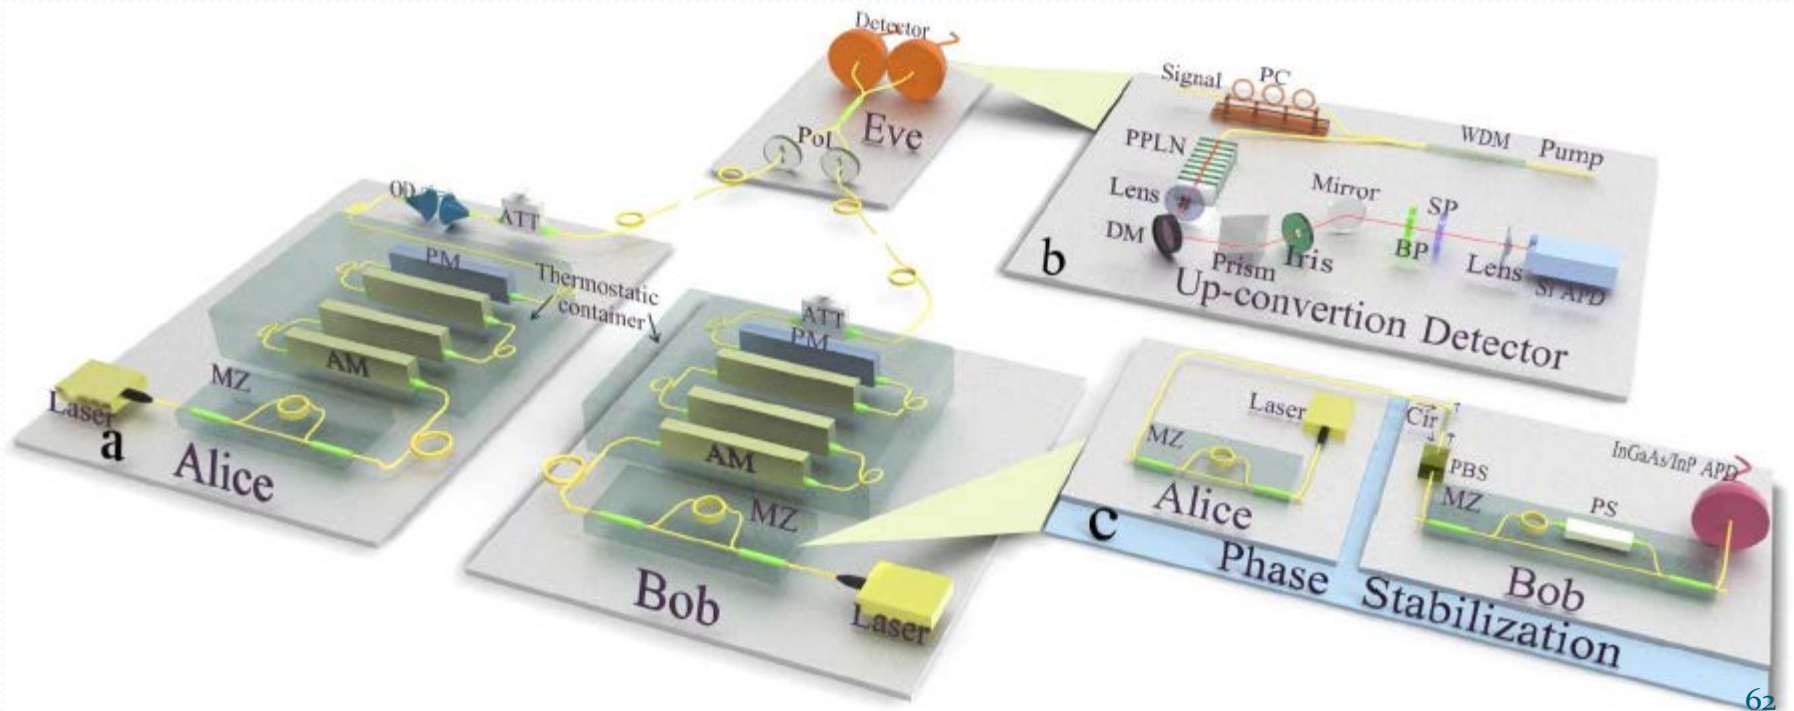 Detector
Pol
Eve
OD
ATT
PM
Thermostatic
container
AM
MZ
Laser
a
Alice
ATT
PM
AM
MZ
Bob
Laser
Signal
PC
WDM
Pump
PPLN
Lens
DM
Prism
Iris
Mirror
BP
SP
Lens
Si APD
b
Up-convertion Detector
Laser
MZ
Alice
c
Cir
PBS
MZ
PS
InGaAs/InP APD
Bob
Phase Stabilization
62